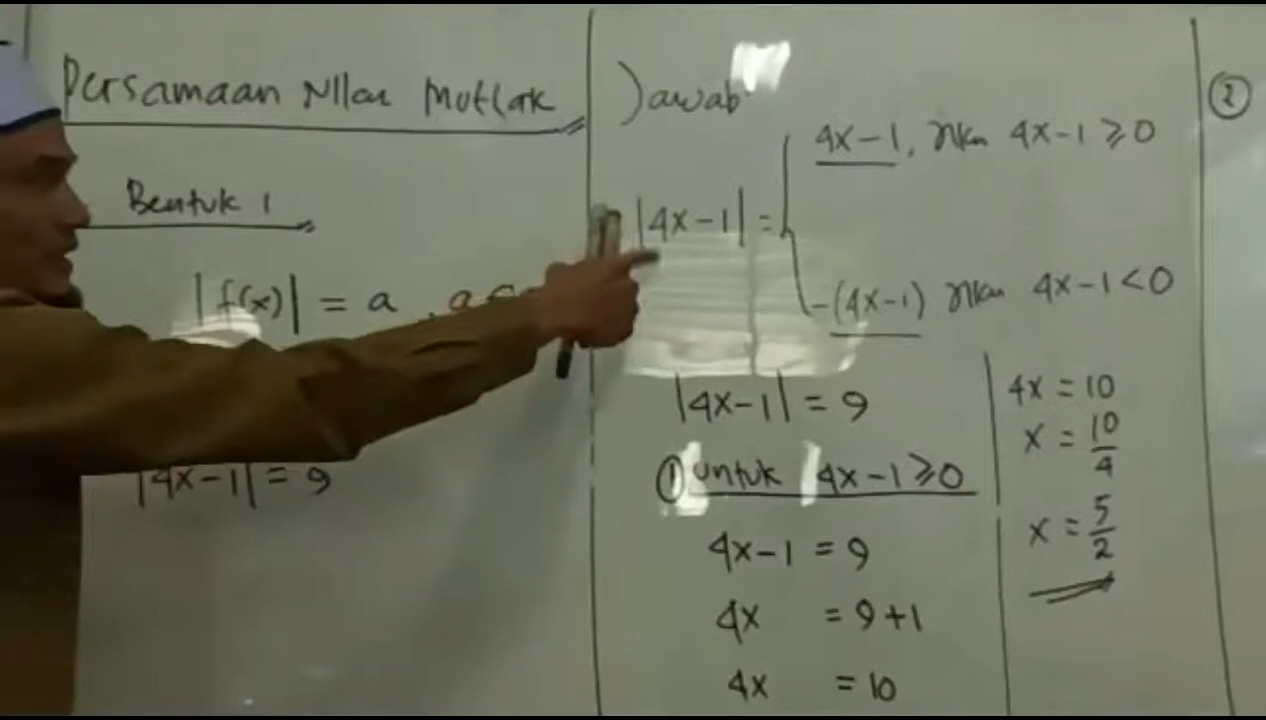 Persamaan Nilai Mutlak
Bentuk 1
|f(x)| = a
|4x-1| = 9
Jawab
4x-1, jika 4x-1 ≥ 0
|4x-1| =
-(4x-1) jika 4x-1 < 0
|4x-1| = 9
① untuk 4x-1 ≥ 0
4x-1 = 9
4x = 9+1
4x = 10
4x = 10
x = 10/4
x = 5/2
②